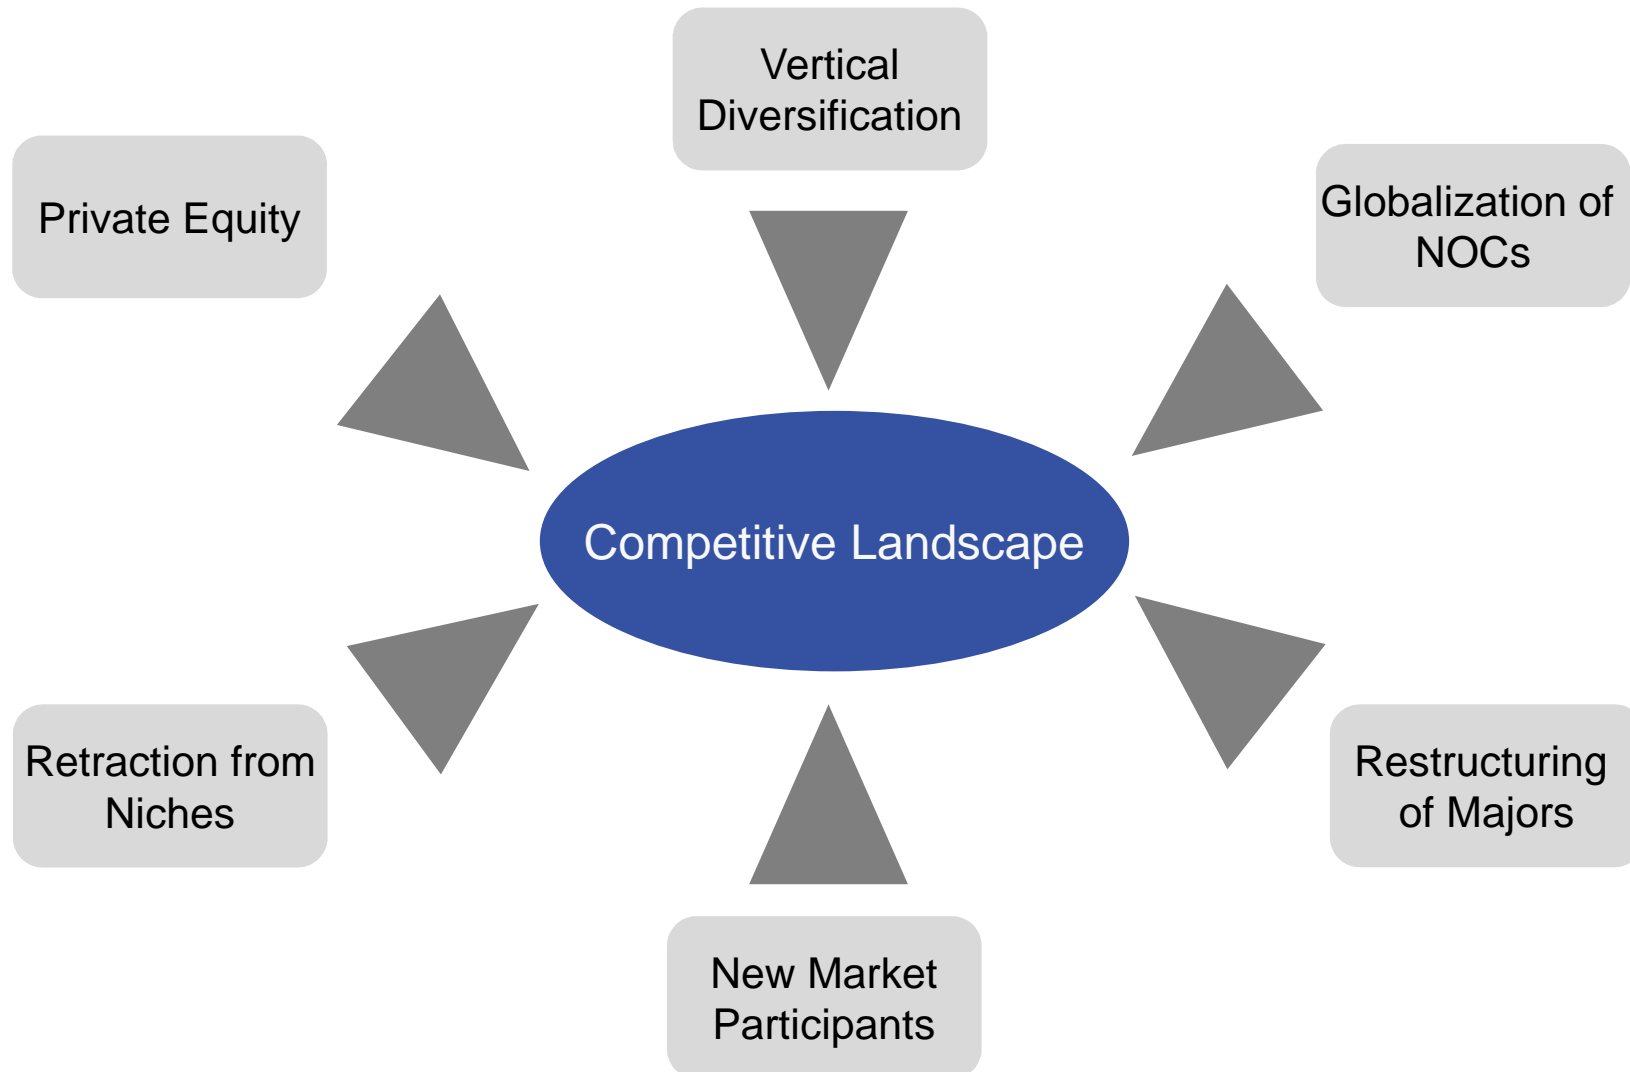 Vertical
Diversification
Private Equity
Globalization of
NOCs
Competitive Landscape
Retraction from
Niches
Restructuring
of Majors
New Market
Participants